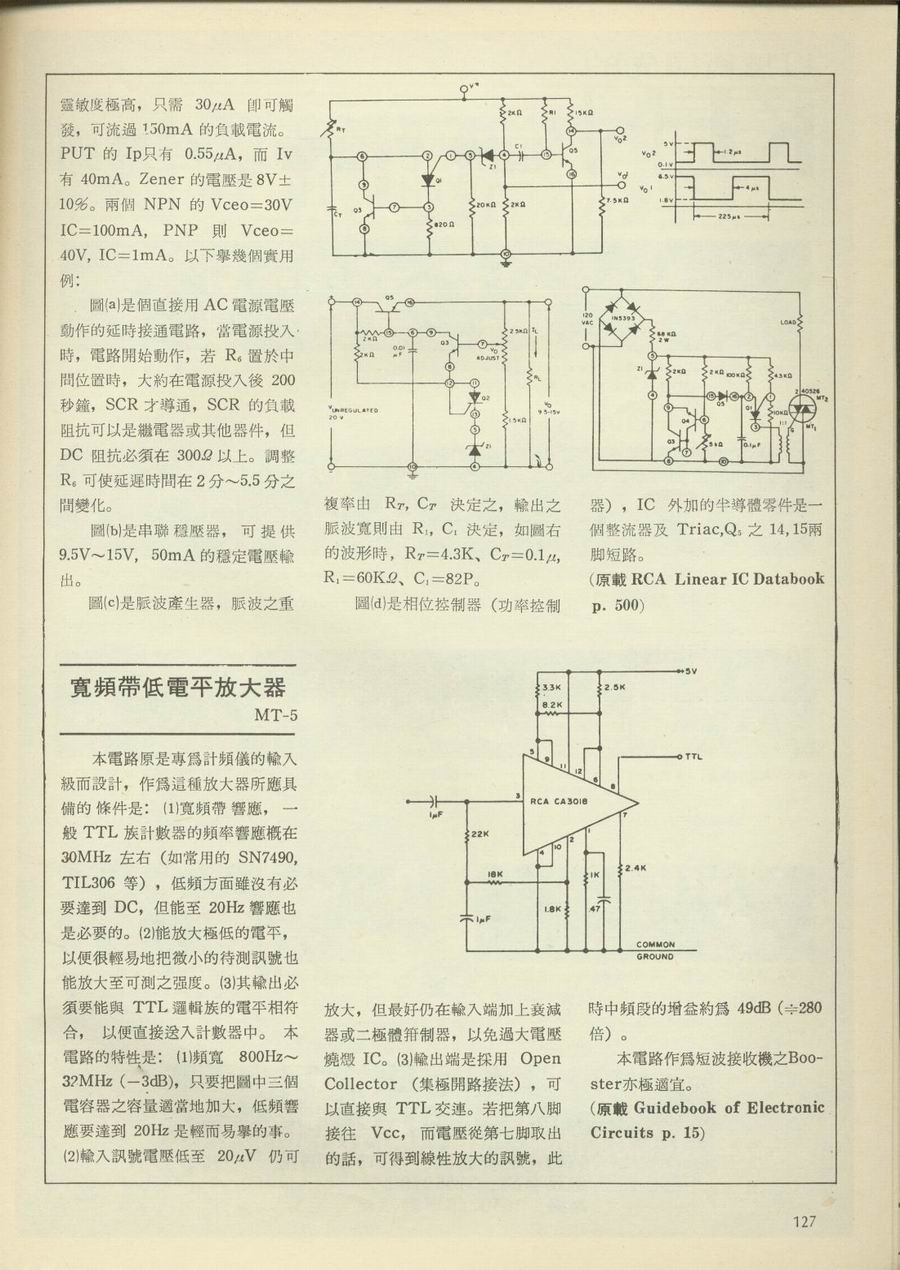 靈敏度極高，只需 30μA 卽可觸
發，可流過 150mA 的負載電流。
PUT 的 Ip只有 0.55μA，而 Iv
有 40mA。Zener 的電壓是 8V±
10%。兩個 NPN 的 Vceo=30V
IC=100mA， PNP 則 Vceo=
40V, IC=1mA。以下擧幾個實用
例：
圖(a)是個直接用 AC 電源電壓
動作的延時接通電路，當電源投入
時，電路開始動作，若 R₆ 置於中
間位置時，大約在電源投入後 200
秒鐘，SCR 才導通，SCR 的負載
阻抗可以是繼電器或其他器件，但
DC 阻抗必須在 300Ω 以上。調整
R₆ 可使延遲時間在 2 分～5.5 分之
間變化。
圖(b)是串聯穩壓器， 可提供
9.5V～15V， 50mA 的穩定電壓輸
出。
圖(c)是脈波產生器，脈波之重
V+
RT
2KΩ
R1
15KΩ
C1
Z1
Q5
Q1
Q3
CT
820Ω
20KΩ
2KΩ
7.5KΩ
VO2
VO1
VO2
5V
0.1V
1.2μs
VO1
6.5V
1.8V
4μs
225μs
Q5
2KΩ
2KΩ
0.01
μF
Q3
2.5KΩ
VO
ADJUST
IL
RL
Q2
1.5KΩ
Z1
VUNREGULATED
20 V
VO
9.5-15V
120
VAC
IN5393
6.8 KΩ
2 W
LOAD
Z1
2KΩ
2KΩ
100KΩ
4.3KΩ
Q5
Q4
Q3
Q1
5kΩ
0.1μF
10KΩ
1:1
G
2
40526
MT2
MT1
複率由 RT, CT 決定之，輸出之
脈波寬則由 R₁, C₁ 決定，如圖右
的波形時，RT=4.3K、CT=0.1μ,
R₁=60KΩ、C₁=82P。
圖(d)是相位控制器（功率控制
器），IC 外加的半導體零件是一
個整流器及 Triac,Q₅ 之 14,15兩
脚短路。
(原載 RCA Linear IC Databook
p. 500)
寬頻帶低電平放大器
MT-5
本電路原是專爲計頻儀的輸入
級而設計，作爲這種放大器所應具
備的條件是： (1)寬頻帶響應，一
般 TTL 族計數器的頻率響應概在
30MHz 左右（如常用的 SN7490,
TIL306 等），低頻方面雖沒有必
要達到 DC，但能至 20Hz 響應也
是必要的。(2)能放大極低的電平，
以便很輕易地把微小的待測訊號也
能放大至可測之强度。(3)其輸出必
須要能與 TTL 邏輯族的電平相符
合， 以便直接送入計數器中。 本
電路的特性是： (1)頻寬 800Hz～
32MHz（−3dB)，只要把圖中三個
電容器之容量適當地加大，低頻響
應要達到 20Hz 是輕而易擧的事。
(2)輸入訊號電壓低至 20μV 仍可
+5V
3.3K
2.5K
8.2K
5
9
11
12
6
8
TTL
3
RCA CA3018
1μF
22K
4
10
2
1
7
18K
1K
2.4K
1.8K
.47
1μF
COMMON
GROUND
放大，但最好仍在輸入端加上衰減
器或二極體箝制器，以免過大電壓
燒燬 IC。(3)輸出端是採用 Open
Collector （集極開路接法），可
以直接與 TTL 交連。若把第八脚
接往 Vcc， 而電壓從第七脚取出
的話，可得到線性放大的訊號，此
時中頻段的增益約爲 49dB (≑280
倍）。
本電路作爲短波接收機之Boo-
ster亦極適宜。
(原載 Guidebook of Electronic
Circuits p. 15)
127